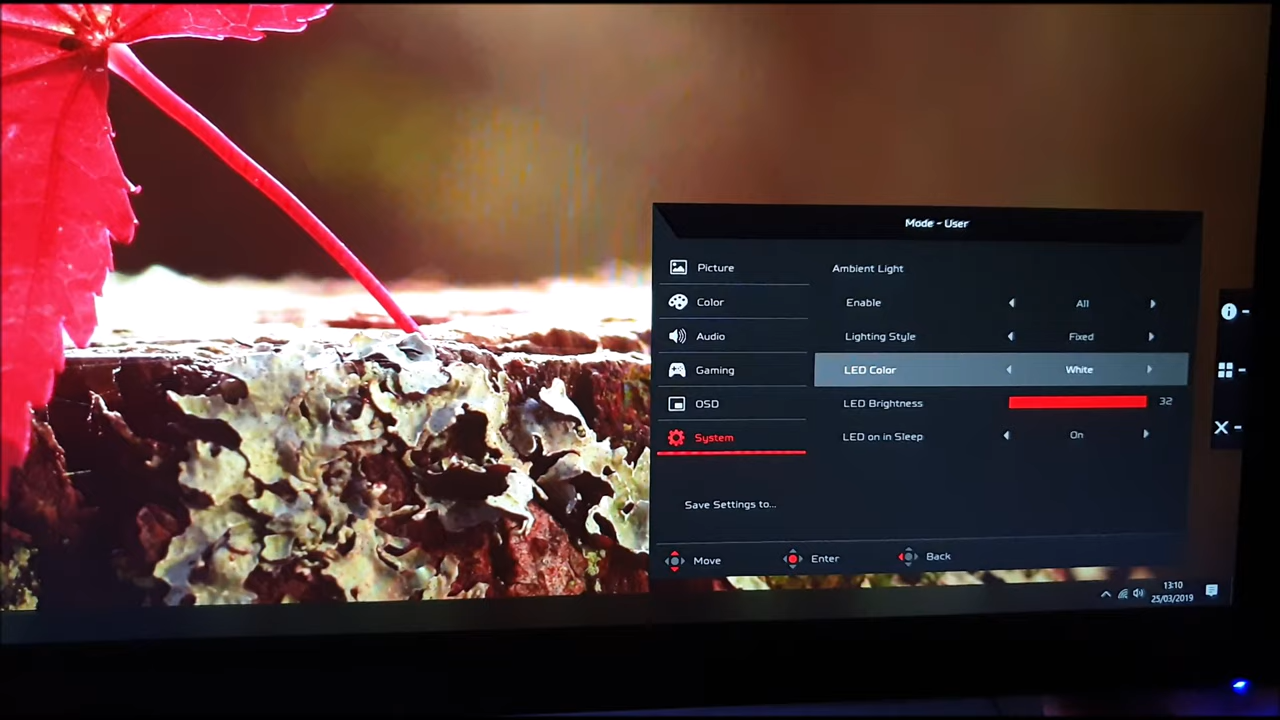 Mode - User
Picture
Color
Audio
Gaming
OSD
System
Save Settings to...
Ambient Light
Enable All
Lighting Style Fixed
LED Color White
LED Brightness 32
LED on in Sleep On
Move Enter Back
13:10
25/03/2019